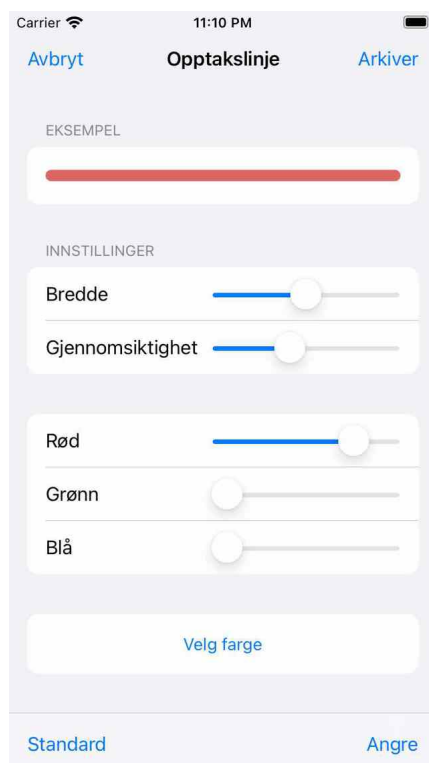 Carrier 11:10 PM
Avbryt Opptakslinje Arkiver
EKSEMPEL
INNSTILLINGER
Bredde
Gjennomsiktighet
Rød
Grønn
Blå
Velg farge
Standard Angre